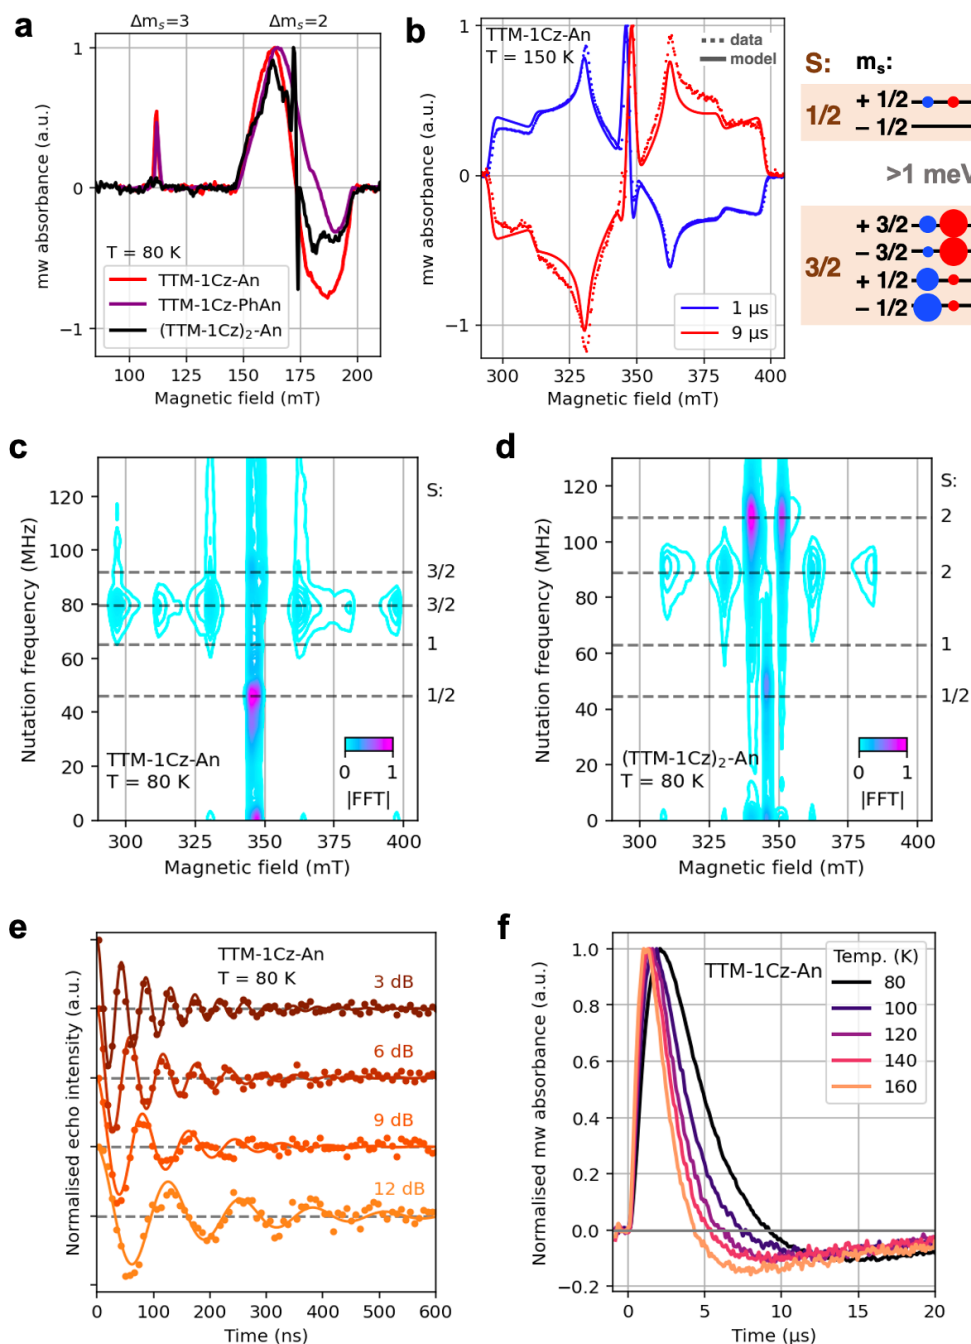 a
Δmₛ=3
Δmₛ=2
mw absorbance (a.u.)
1
0
−1
T = 80 K
TTM-1Cz-An
TTM-1Cz-PhAn
(TTM-1Cz)₂-An
100
125
150
175
200
Magnetic field (mT)
b
TTM-1Cz-An
T = 150 K
data
model
mw absorbance (a.u.)
1
0
−1
1 μs
9 μs
300
325
350
375
400
Magnetic field (mT)
S:
mₛ:
1/2
+ 1/2
− 1/2
>1 meV
3/2
+ 3/2
− 3/2
+ 1/2
− 1/2
c
Nutation frequency (MHz)
120
100
80
60
40
20
0
S:
3/2
3/2
1
1/2
TTM-1Cz-An
T = 80 K
0
1
|FFT|
300
325
350
375
400
Magnetic field (mT)
d
Nutation frequency (MHz)
120
100
80
60
40
20
0
S:
2
2
1
1/2
(TTM-1Cz)₂-An
T = 80 K
0
1
|FFT|
300
325
350
375
400
Magnetic field (mT)
e
Normalised echo intensity (a.u.)
TTM-1Cz-An
T = 80 K
3 dB
6 dB
9 dB
12 dB
0
100
200
300
400
500
600
Time (ns)
f
Normalised mw absorbance (a.u.)
1.0
0.8
0.6
0.4
0.2
0.0
−0.2
TTM-1Cz-An
Temp. (K)
80
100
120
140
160
0
5
10
15
20
Time (μs)